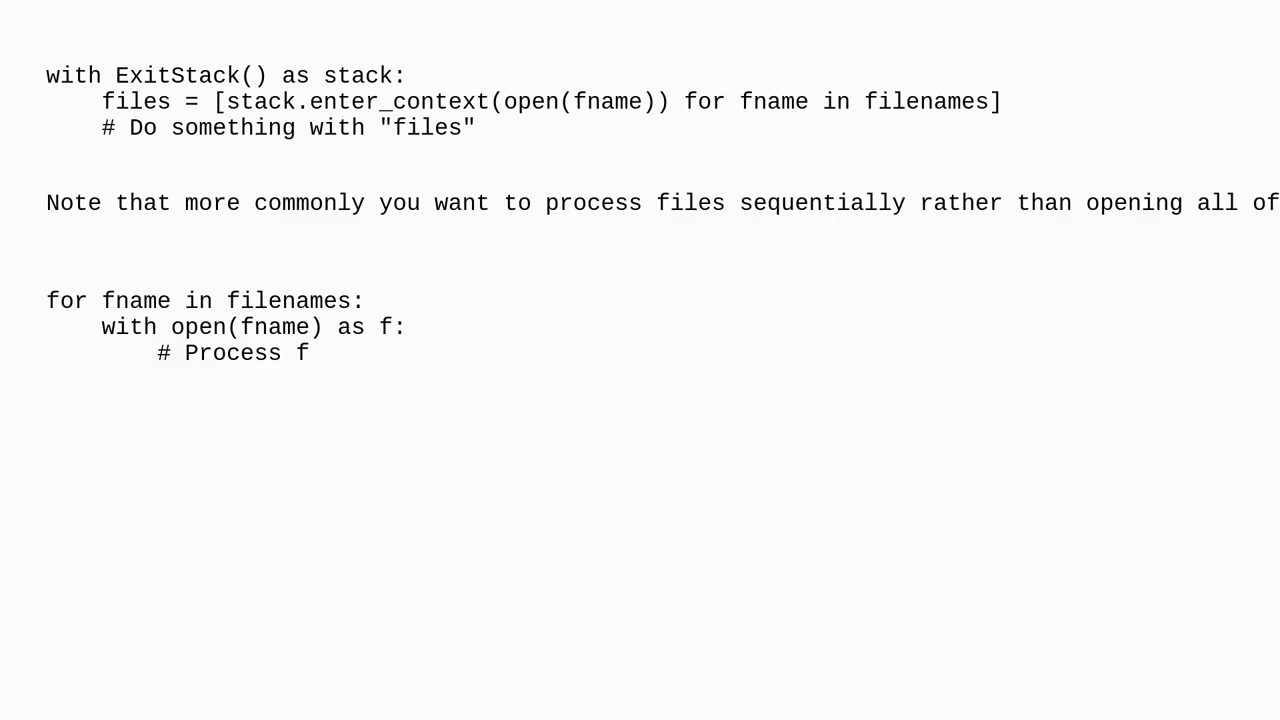 with ExitStack() as stack:
    files = [stack.enter_context(open(fname)) for fname in filenames]
    # Do something with "files"
Note that more commonly you want to process files sequentially rather than opening all of
for fname in filenames:
    with open(fname) as f:
        # Process f